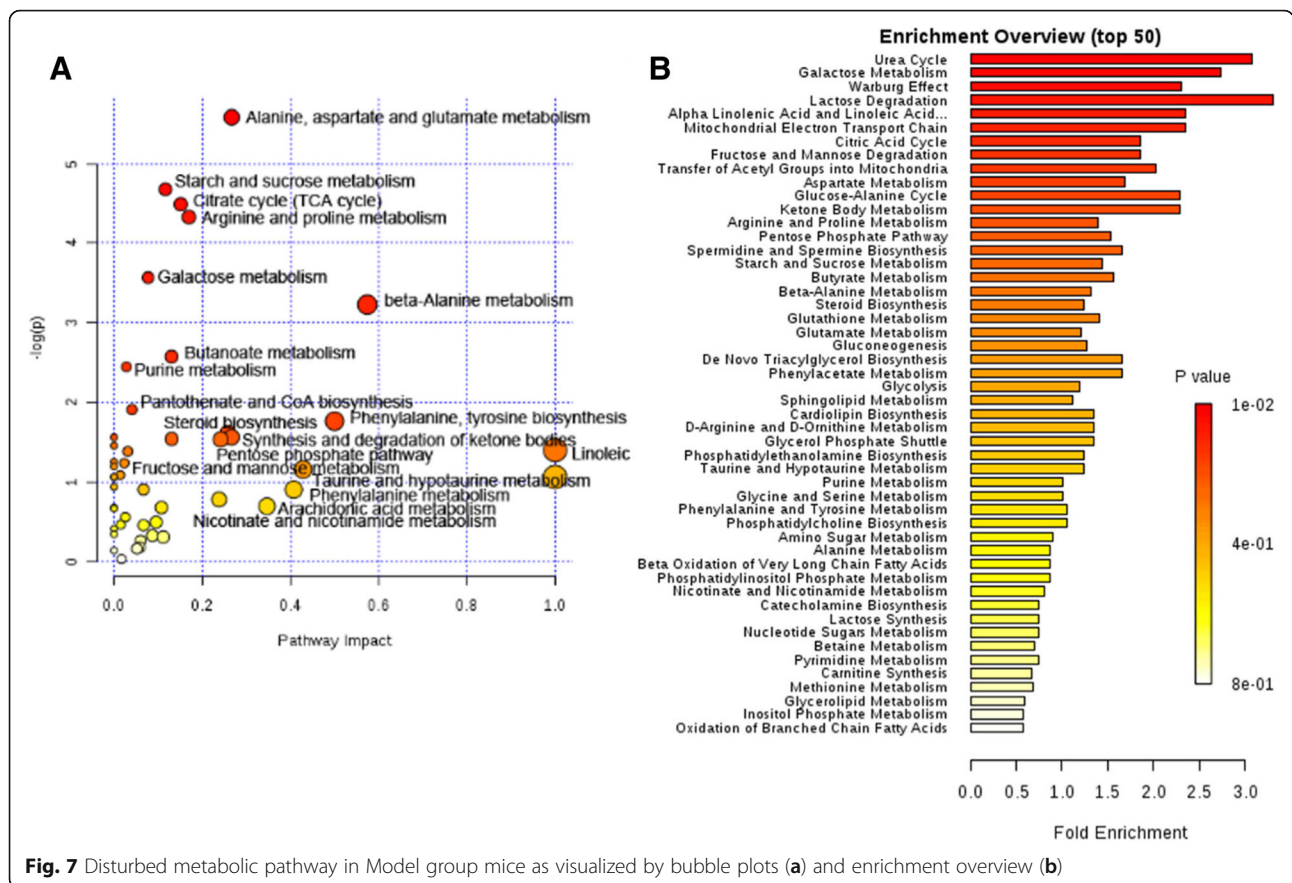 A
Alanine, aspartate and glutamate metabolism
5
Starch and sucrose metabolism
Citrate cycle (TCA cycle)
Arginine and proline metabolism
4
Galactose metabolism
beta-Alanine metabolism
3
Butanoate metabolism
Purine metabolism
-log(p)
2
Pantothenate and CoA biosynthesis
Phenylalanine, tyrosine biosynthesis
Steroid biosynthesis
Synthesis and degradation of ketone bodies
Pentose phosphate pathway
Linoleic
Fructose and mannose metabolism
Taurine and hypotaurine metabolism
1
Phenylalanine metabolism
Arachidonic acid metabolism
Nicotinate and nicotinamide metabolism
0
0.0 0.2 0.4 0.6 0.8 1.0
Pathway Impact
B
Enrichment Overview (top 50)
Urea Cycle
Galactose Metabolism
Warburg Effect
Lactose Degradation
Alpha Linolenic Acid and Linoleic Acid...
Mitochondrial Electron Transport Chain
Citric Acid Cycle
Fructose and Mannose Degradation
Transfer of Acetyl Groups into Mitochondria
Aspartate Metabolism
Glucose-Alanine Cycle
Ketone Body Metabolism
Arginine and Proline Metabolism
Pentose Phosphate Pathway
Spermidine and Spermine Biosynthesis
Starch and Sucrose Metabolism
Butyrate Metabolism
Beta-Alanine Metabolism
Steroid Biosynthesis
Glutathione Metabolism
Glutamate Metabolism
Gluconeogenesis
De Novo Triacylglycerol Biosynthesis
Phenylacetate Metabolism
Glycolysis
Sphingolipid Metabolism
Cardiolipin Biosynthesis
D-Arginine and D-Ornithine Metabolism
Glycerol Phosphate Shuttle
Phosphatidylethanolamine Biosynthesis
Taurine and Hypotaurine Metabolism
Purine Metabolism
Glycine and Serine Metabolism
Phenylalanine and Tyrosine Metabolism
Phosphatidylcholine Biosynthesis
Amino Sugar Metabolism
Alanine Metabolism
Beta Oxidation of Very Long Chain Fatty Acids
Phosphatidylinositol Phosphate Metabolism
Nicotinate and Nicotinamide Metabolism
Catecholamine Biosynthesis
Lactose Synthesis
Nucleotide Sugars Metabolism
Betaine Metabolism
Pyrimidine Metabolism
Carnitine Synthesis
Methionine Metabolism
Glycerolipid Metabolism
Inositol Phosphate Metabolism
Oxidation of Branched Chain Fatty Acids
P value
1e-02
4e-01
8e-01
0.0 0.5 1.0 1.5 2.0 2.5 3.0
Fold Enrichment
Fig. 7 Disturbed metabolic pathway in Model group mice as visualized by bubble plots (a) and enrichment overview (b)